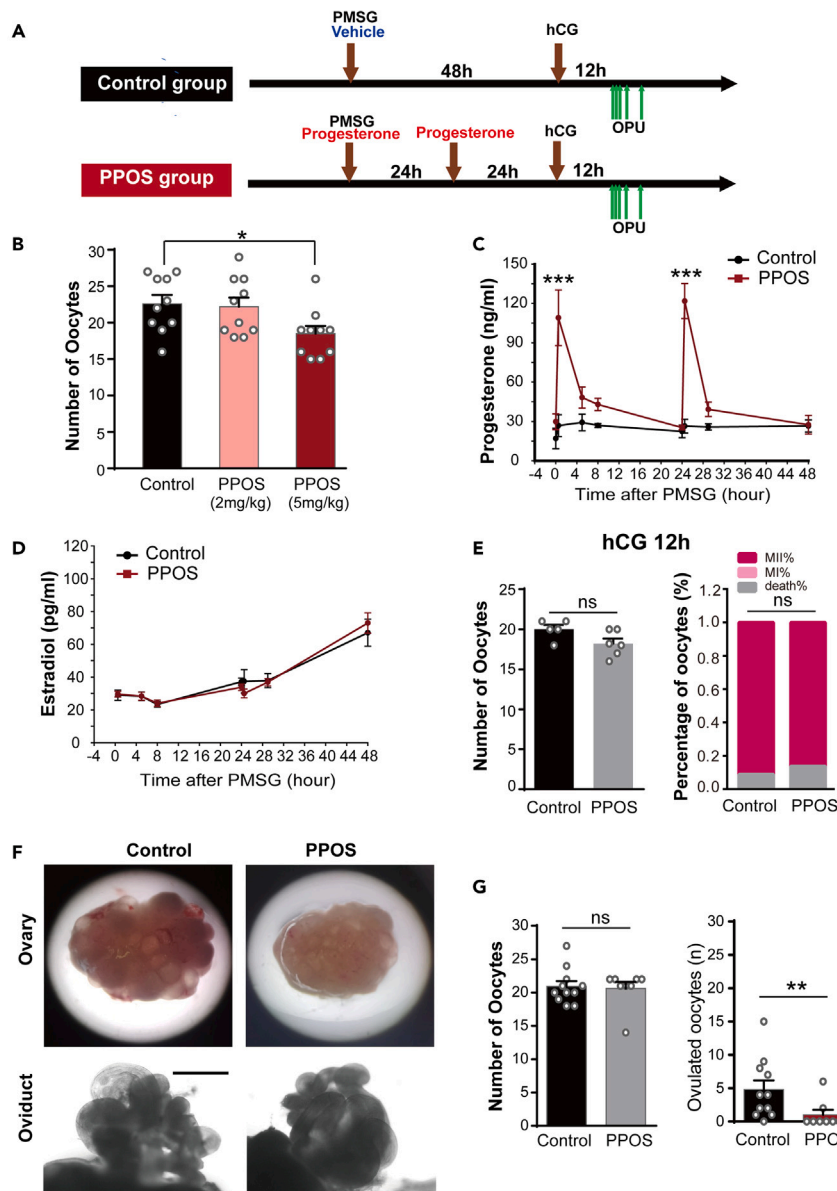 A
PMSG
Vehicle
hCG
48h
12h
Control group
OPU
PMSG
Progesterone
Progesterone
hCG
PPOS group
24h
24h
12h
OPU
B
*
30
25
20
15
10
5
0
Number of Oocytes
Control
PPOS
(2mg/kg)
PPOS
(5mg/kg)
C
Control
PPOS
***
***
150
120
90
60
30
0
Progesterone (ng/ml)
-4 0 4 8 12 16 20 24 28 32 36 40 44 48
Time after PMSG (hour)
D
Control
PPOS
120
100
80
60
40
20
0
Estradiol (pg/ml)
-4 0 4 8 12 16 20 24 28 32 36 40 44 48
Time after PMSG (hour)
E
hCG 12h
ns
25
20
15
10
5
0
Number of Oocytes
Control PPOS
MII%
MI%
death%
ns
1.0
0.8
0.6
0.4
0.2
0.0
Percentage of oocytes (%)
Control PPOS
F
Control
PPOS
Ovary
Oviduct
G
ns
30
25
20
15
10
5
0
Number of Oocytes
Control PPOS
**
30
25
20
15
10
5
0
Ovulated oocytes (n)
Control